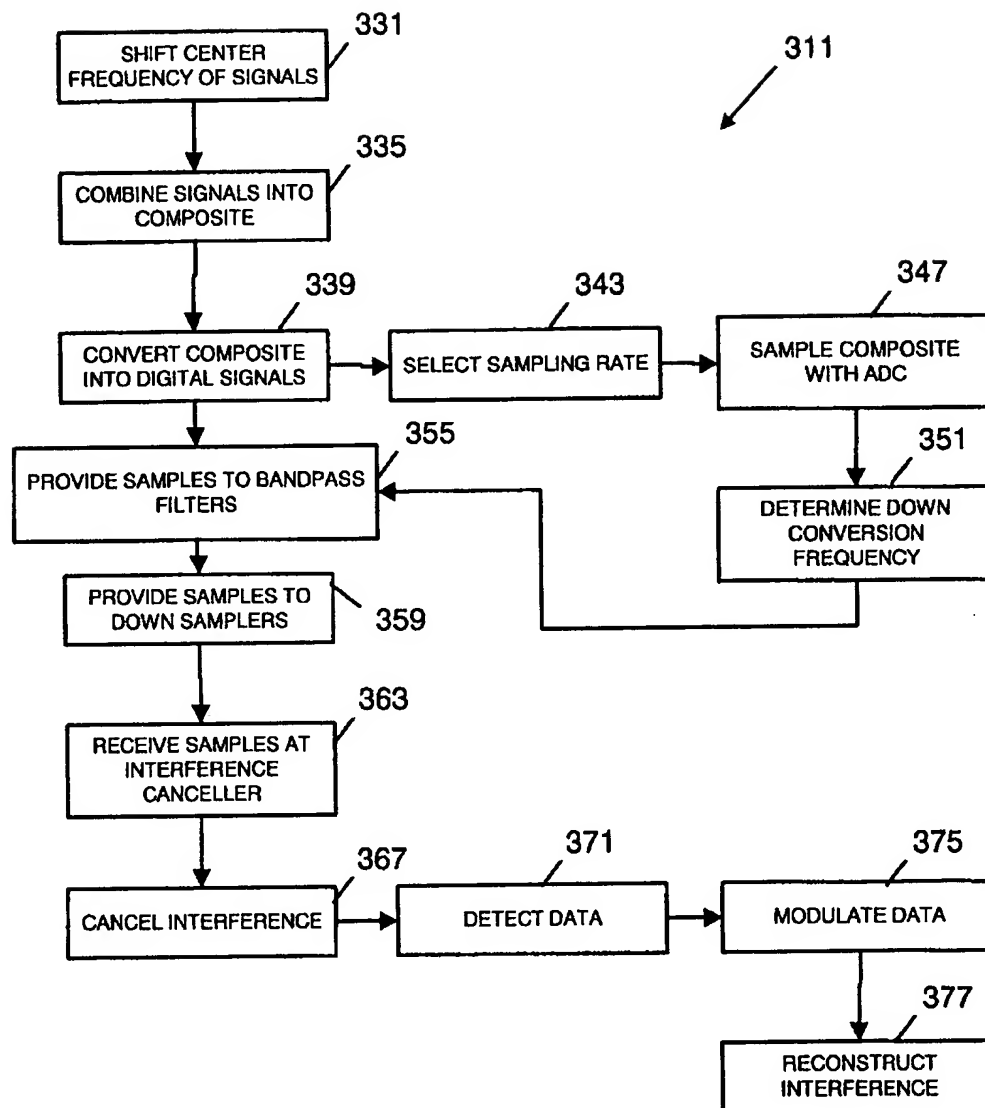 331
SHIFT CENTER
FREQUENCY OF SIGNALS
311
335
COMBINE SIGNALS INTO
COMPOSITE
339
CONVERT COMPOSITE
INTO DIGITAL SIGNALS
343
SELECT SAMPLING RATE
347
SAMPLE COMPOSITE
WITH ADC
355
PROVIDE SAMPLES TO BANDPASS
FILTERS
351
DETERMINE DOWN
CONVERSION
FREQUENCY
PROVIDE SAMPLES TO
DOWN SAMPLERS
359
363
RECEIVE SAMPLES AT
INTERFERENCE
CANCELLER
367
CANCEL INTERFERENCE
371
DETECT DATA
375
MODULATE DATA
377
RECONSTRUCT
INTERFERENCE